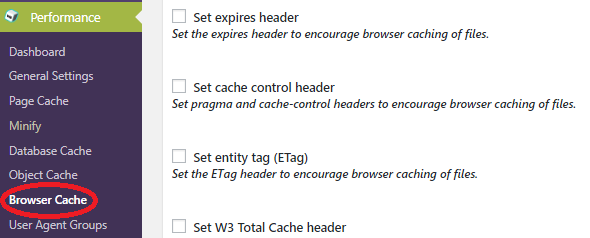 Performance
Dashboard
General Settings
Page Cache
Minify
Database Cache
Object Cache
Browser Cache
User Agent Groups
Set expires header
Set the expires header to encourage browser caching of files.
Set cache control header
Set pragma and cache-control headers to encourage browser caching of files.
Set entity tag (ETag)
Set the ETag header to encourage browser caching of files.
Set W3 Total Cache header